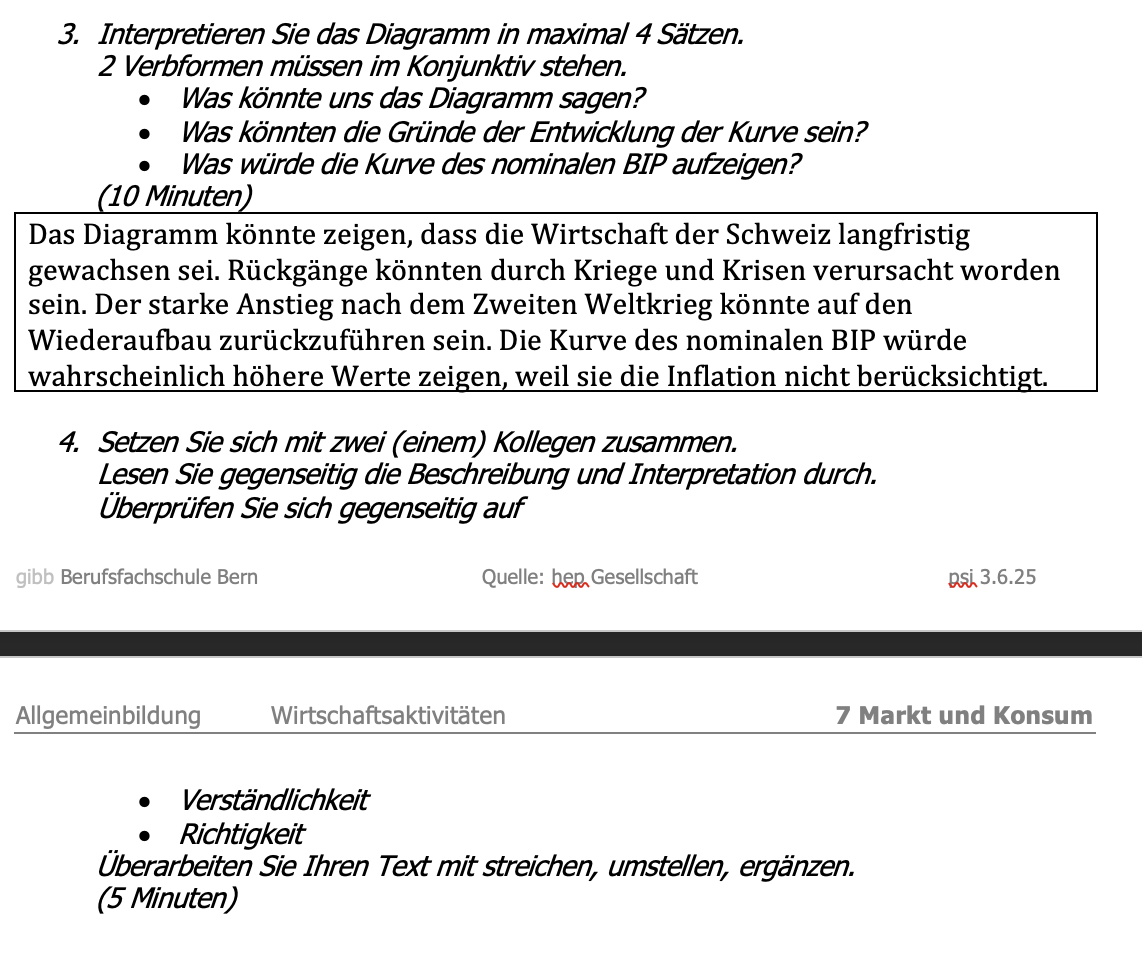 3. Interpretieren Sie das Diagramm in maximal 4 Sätzen.
2 Verbformen müssen im Konjunktiv stehen.
• Was könnte uns das Diagramm sagen?
• Was könnten die Gründe der Entwicklung der Kurve sein?
• Was würde die Kurve des nominalen BIP aufzeigen?
(10 Minuten)
Das Diagramm könnte zeigen, dass die Wirtschaft der Schweiz langfristig
gewachsen sei. Rückgänge könnten durch Kriege und Krisen verursacht worden
sein. Der starke Anstieg nach dem Zweiten Weltkrieg könnte auf den
Wiederaufbau zurückzuführen sein. Die Kurve des nominalen BIP würde
wahrscheinlich höhere Werte zeigen, weil sie die Inflation nicht berücksichtigt.
4. Setzen Sie sich mit zwei (einem) Kollegen zusammen.
Lesen Sie gegenseitig die Beschreibung und Interpretation durch.
Überprüfen Sie sich gegenseitig auf
gibb Berufsfachschule Bern Quelle: hep Gesellschaft psi 3.6.25
Allgemeinbildung Wirtschaftsaktivitäten 7 Markt und Konsum
• Verständlichkeit
• Richtigkeit
Überarbeiten Sie Ihren Text mit streichen, umstellen, ergänzen.
(5 Minuten)